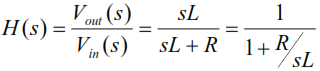 H(s) = V_out(s) / V_in(s) = sL / (sL + R) = 1 / (1 + R/sL)